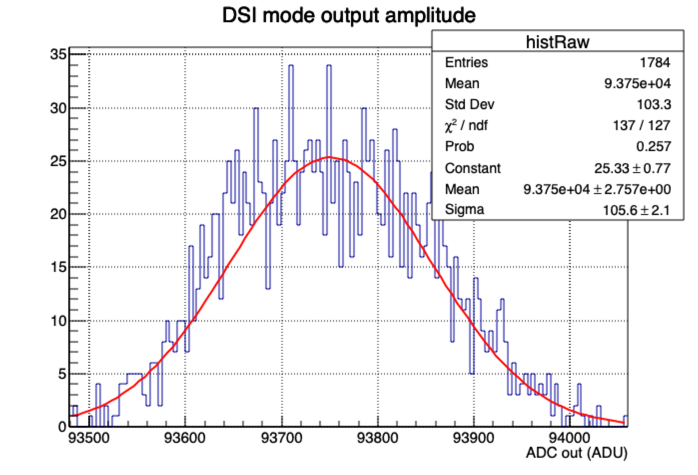 DSI mode output amplitude
histRaw
Entries 1784
Mean 9.375e+04
Std Dev 103.3
χ² / ndf 137 / 127
Prob 0.257
Constant 25.33 ± 0.77
Mean 9.375e+04 ± 2.757e+00
Sigma 105.6 ± 2.1
35
30
25
20
15
10
5
0
93500 93600 93700 93800 93900 94000
ADC out (ADU)